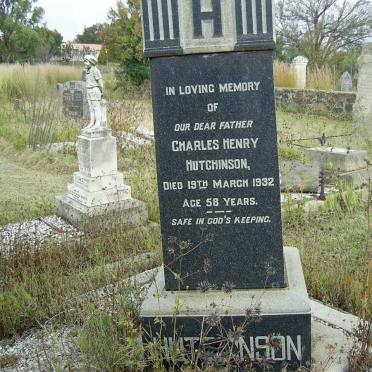 H
IN LOVING MEMORY
OF
OUR DEAR FATHER
CHARLES HENRY
HUTCHINSON,
DIED 19TH MARCH 1932
AGE 58 YEARS.
SAFE IN GOD'S KEEPING.
HUTCHINSON